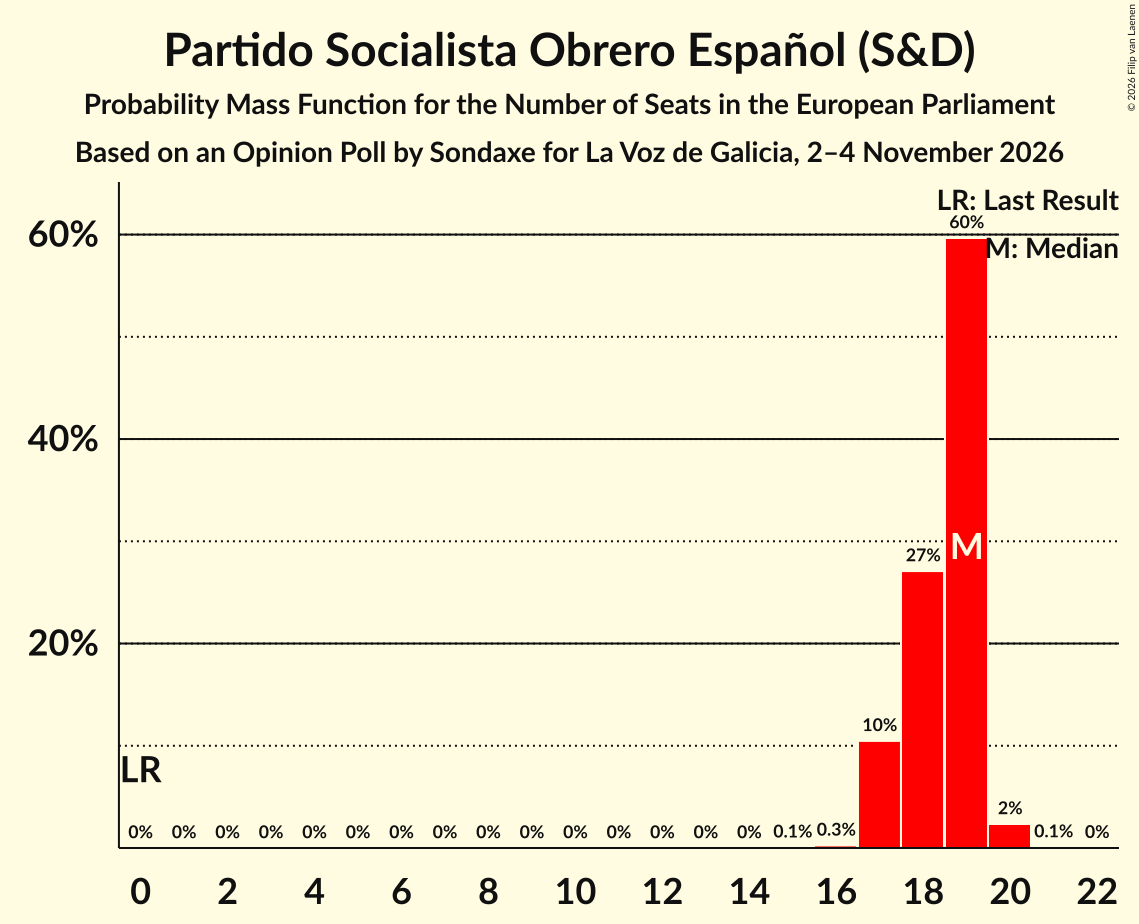 Partido Socialista Obrero Español (S&D)
Probability Mass Function for the Number of Seats in the European Parliament
Based on an Opinion Poll by Sondaxe for La Voz de Galicia, 2–4 November 2026
© 2026 Filip van Laenen
LR: Last Result
M: Median
60%
40%
20%
60%
M
27%
10%
LR
2%
0% 0% 0% 0% 0% 0% 0% 0% 0% 0% 0% 0% 0% 0% 0% 0.1% 0.3% 0.1% 0%
0 2 4 6 8 10 12 14 16 18 20 22